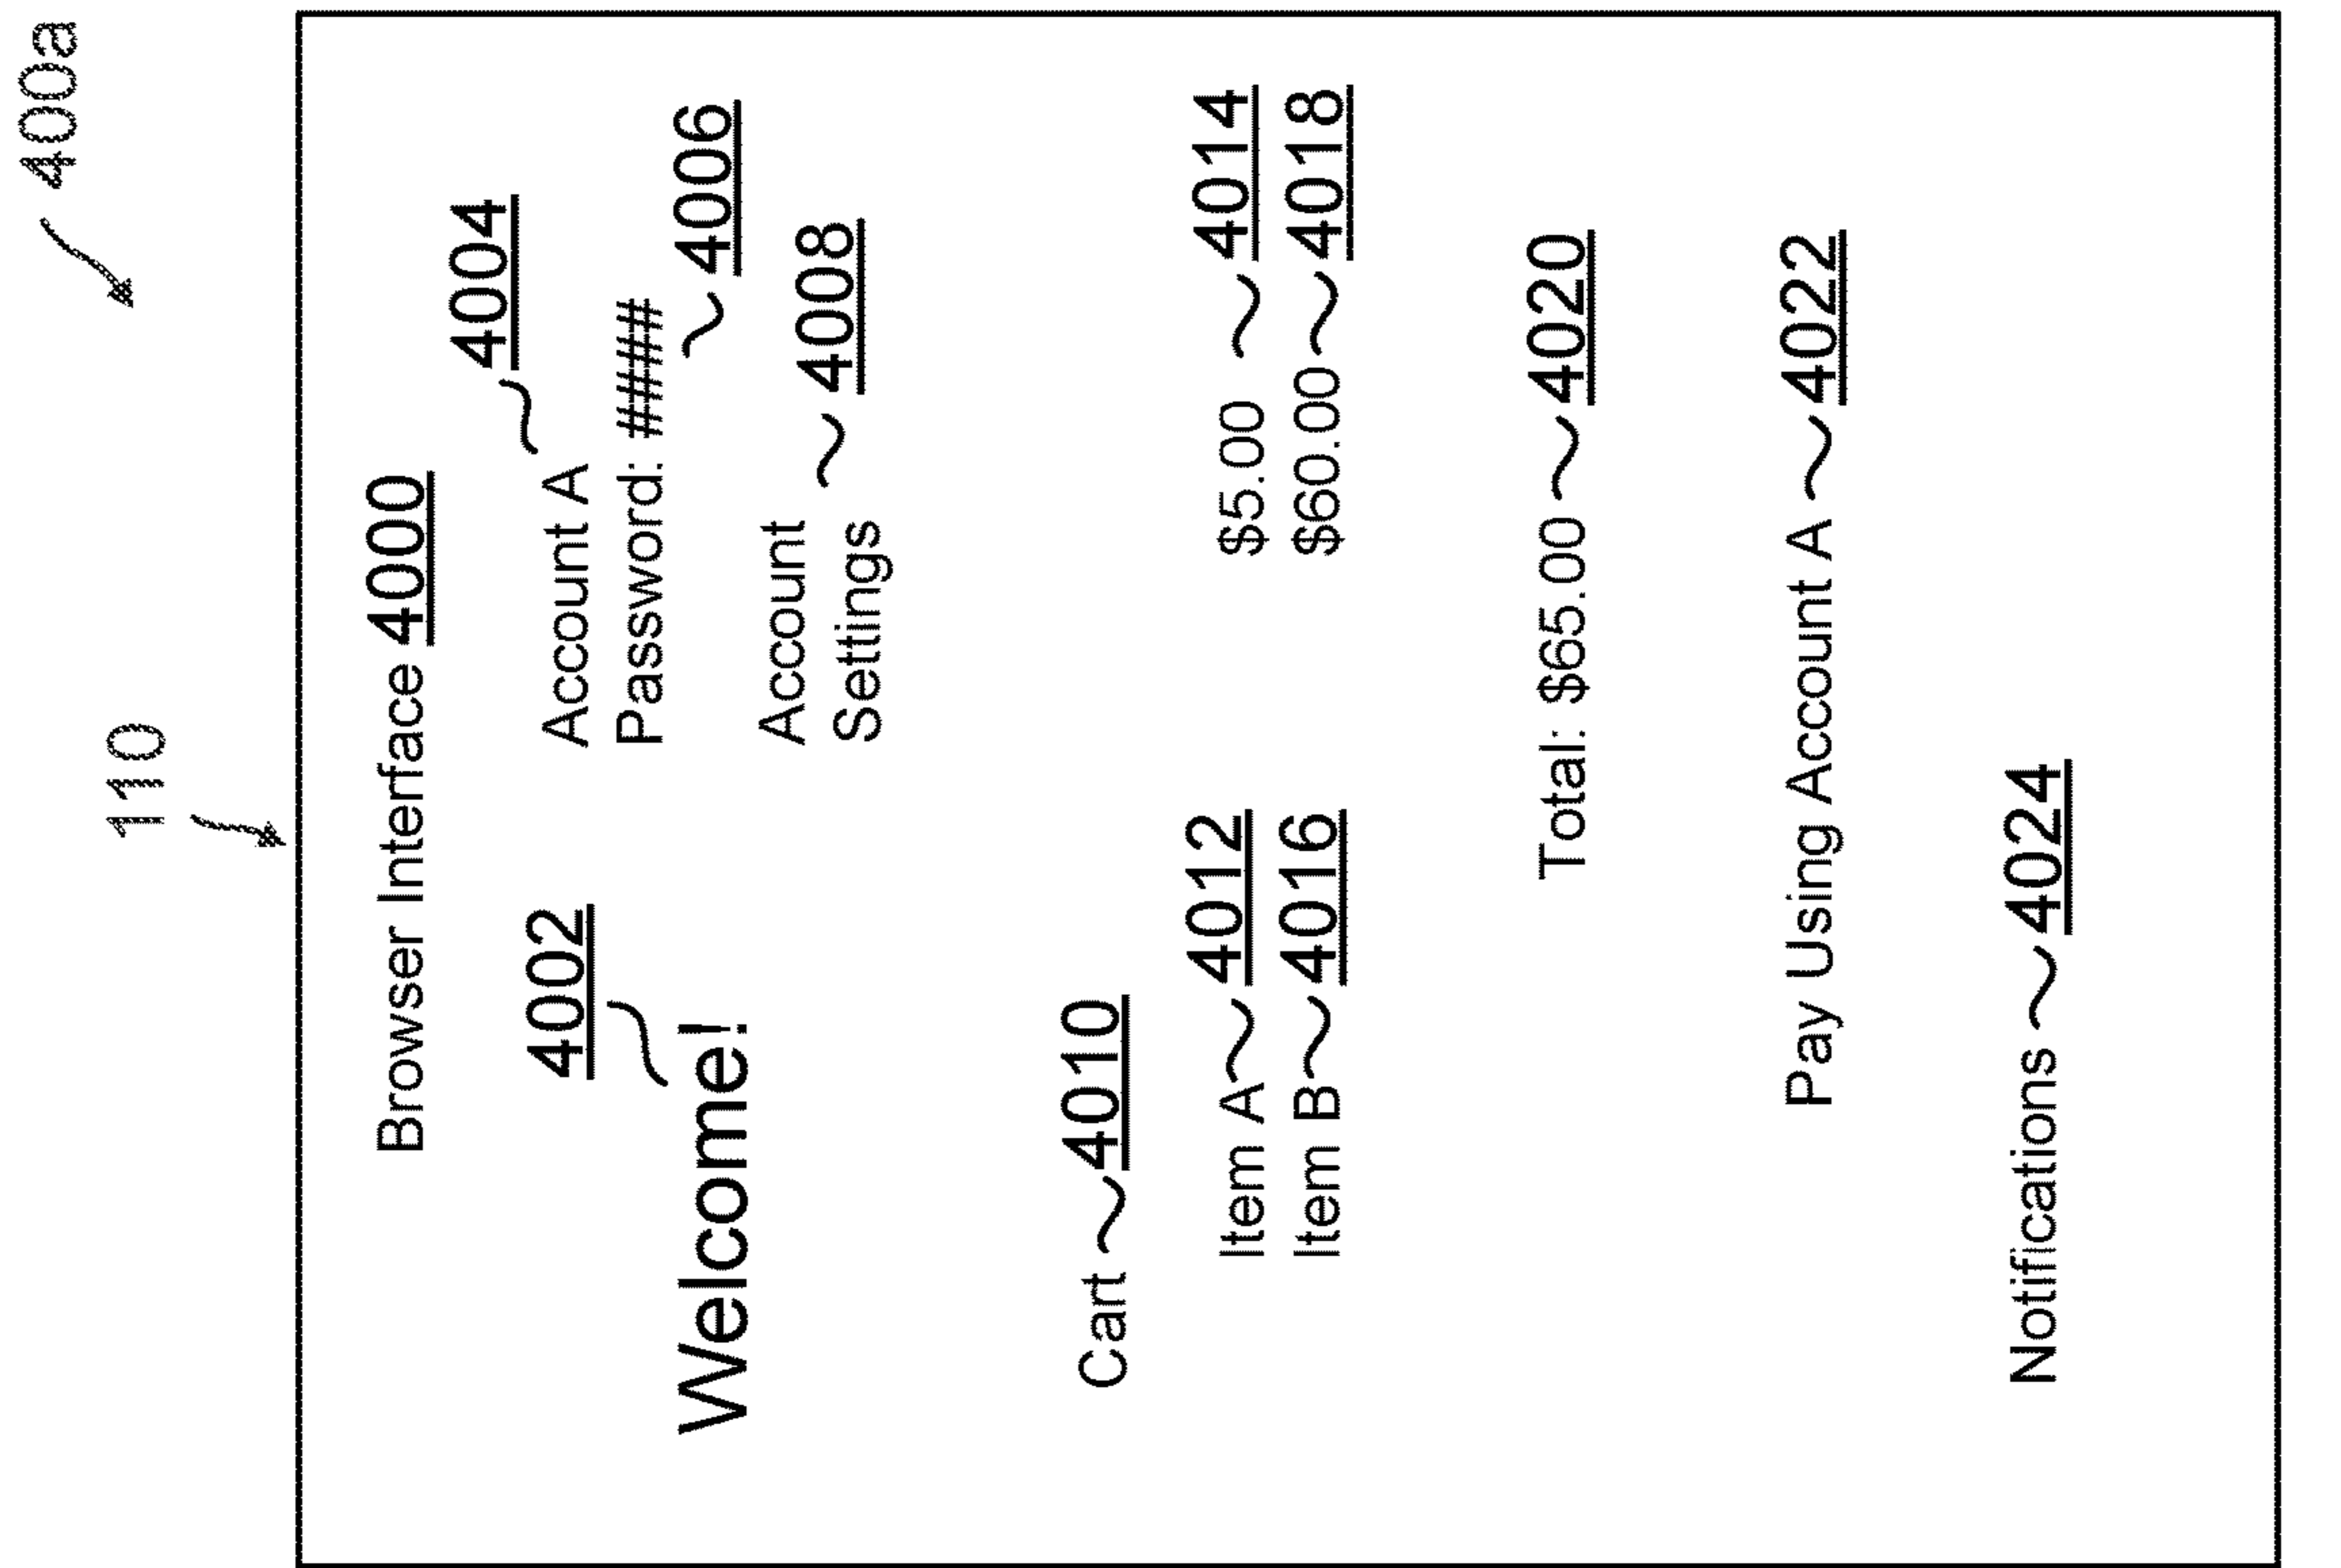 400a
110
Browser Interface 4000
4004
4002
Account A
Password: ####
4006
Welcome!
Account
Settings
4008
Cart 4010
Item A 4012 $5.00 4014
Item B 4016 $60.00 4018
Total: $65.00 4020
Pay Using Account A 4022
Notifications 4024